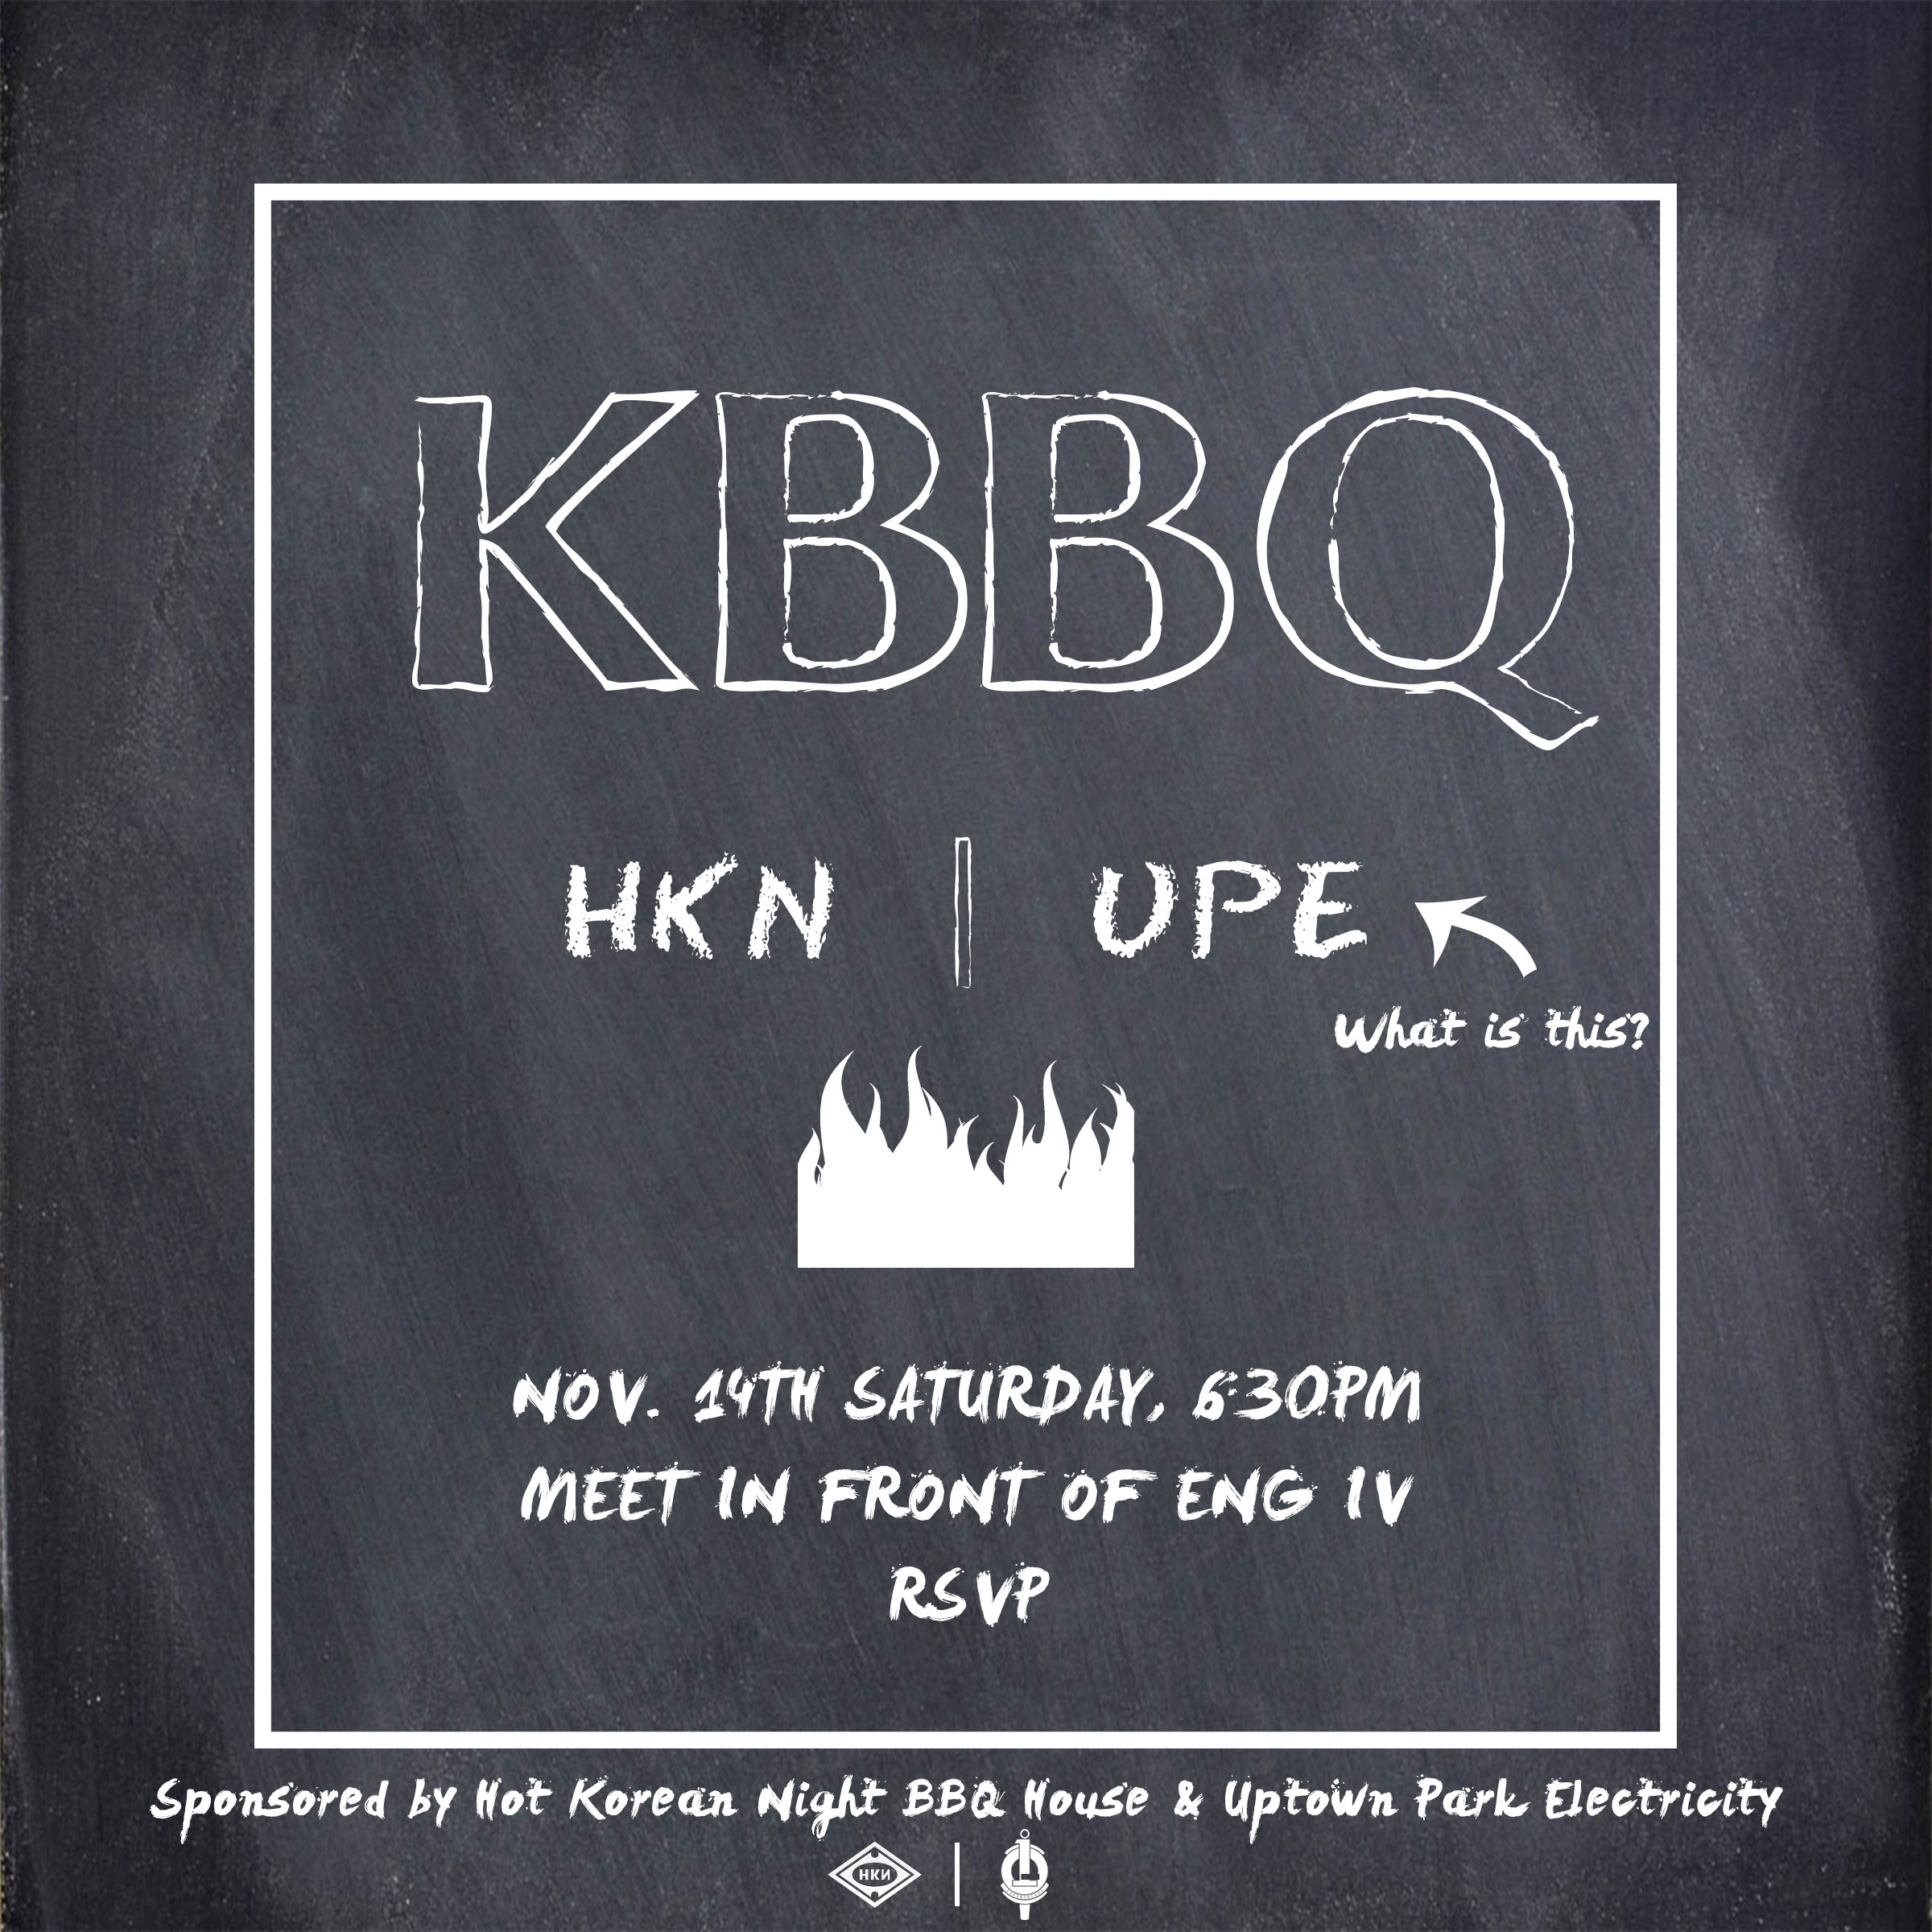 KBBQ
HKN | UPE
What is this?
NOV. 19TH SATURDAY, 6:30PM
MEET IN FRONT OF ENG IV
RSVP
Sponsored by Hot Korean Night BBQ House & Uptown Park Electricity
HKN